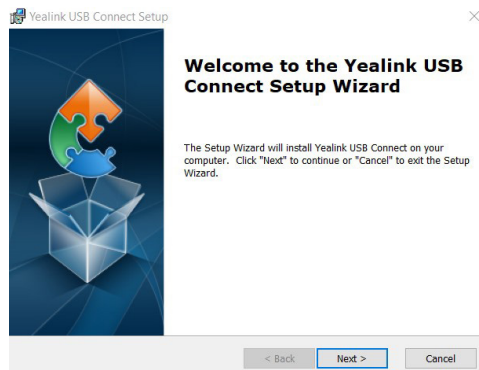 Yealink USB Connect Setup
Welcome to the Yealink USB
Connect Setup Wizard
The Setup Wizard will install Yealink USB Connect on your
computer. Click "Next" to continue or "Cancel" to exit the Setup
Wizard.
< Back Next > Cancel